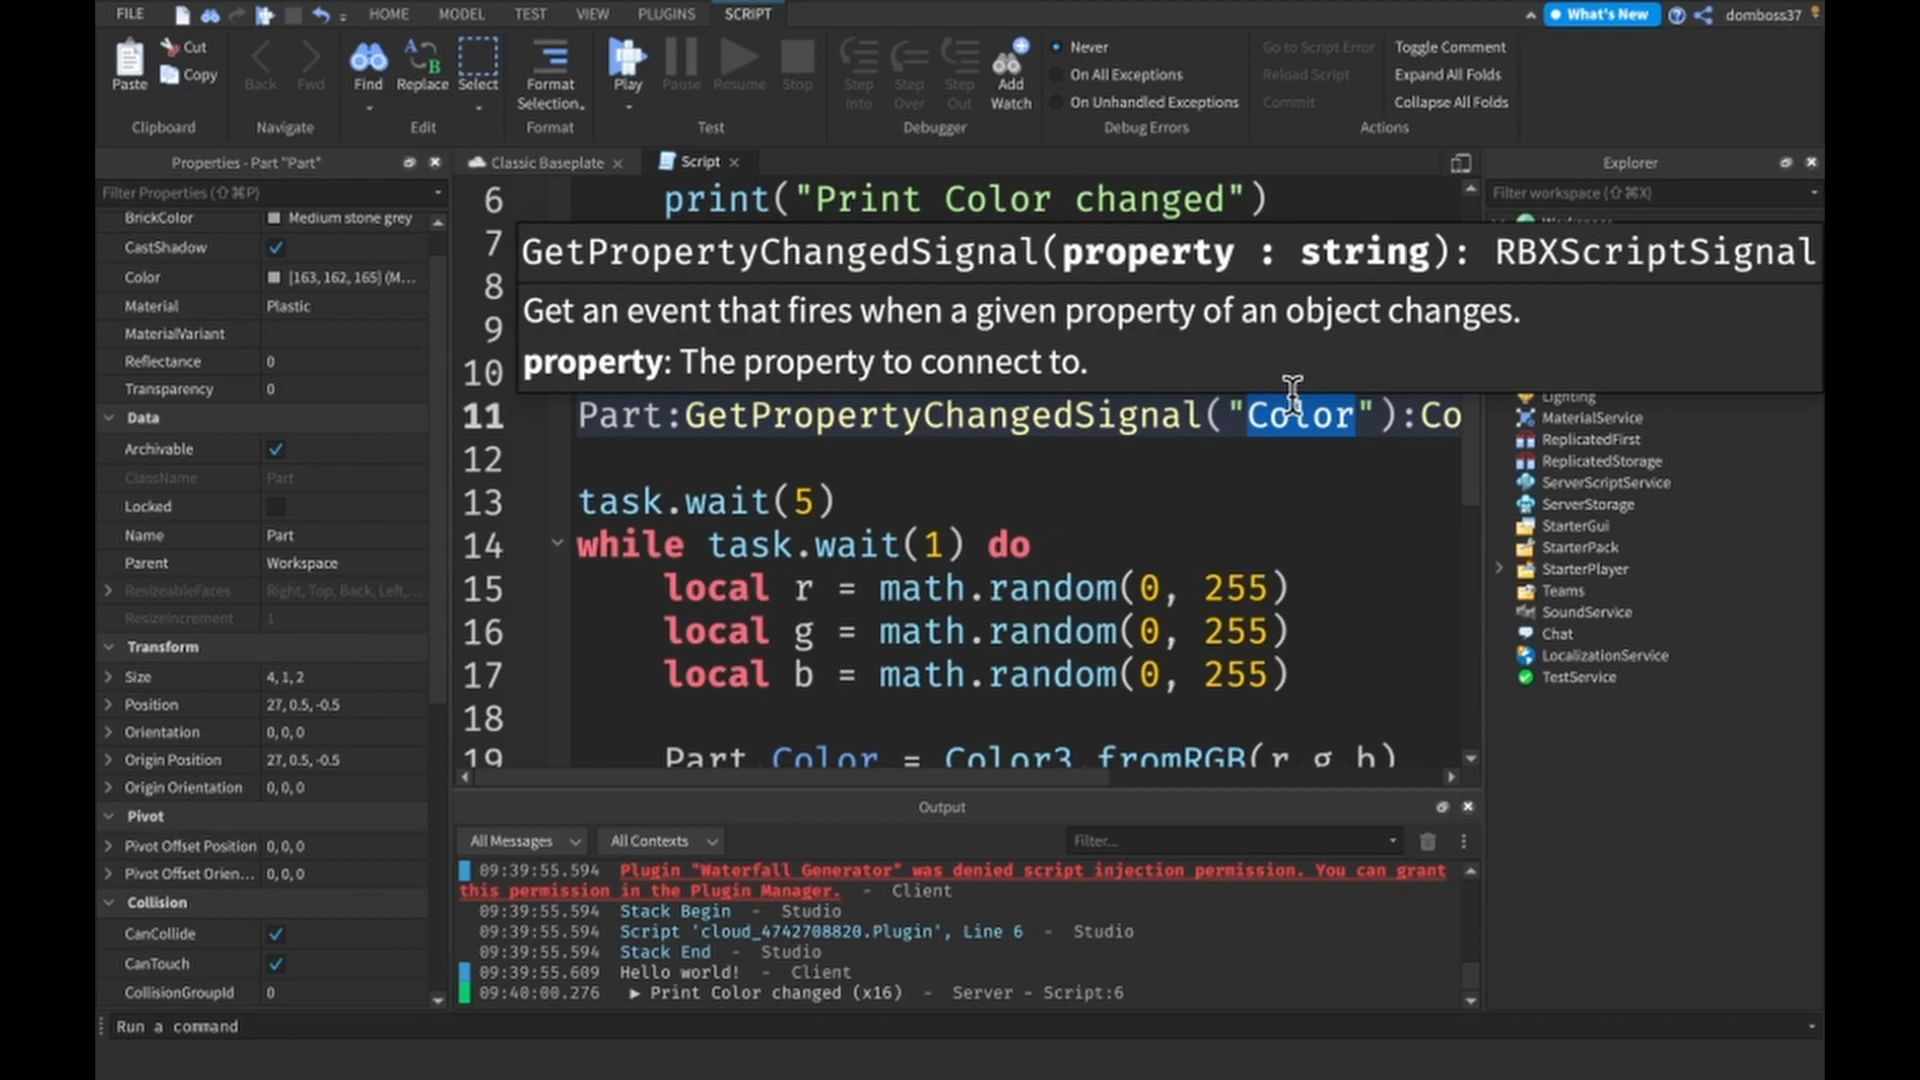 FILE HOME MODEL TEST VIEW PLUGINS SCRIPT What's New domboss37
Paste Cut Copy Back Fwd Find Replace Select Format Selection Play Pause Resume Stop Step Into Step Over Step Out Add Watch
Never
On All Exceptions
On Unhandled Exceptions
Go to Script Error
Reload Script
Commit
Toggle Comment
Expand All Folds
Collapse All Folds
Clipboard Navigate Edit Format Test Debugger Debug Errors Actions
Properties - Part "Part"
Filter Properties (⇧⌘P)
BrickColor Medium stone grey
CastShadow
Color [163, 162, 165] (M...
Material Plastic
MaterialVariant
Reflectance 0
Transparency 0
Data
Archivable
ClassName Part
Locked
Name Part
Parent Workspace
ResizeableFaces Right, Top, Back, Left,...
ResizeIncrement 1
Transform
Size 4, 1, 2
Position 27, 0.5, -0.5
Orientation 0, 0, 0
Origin Position 27, 0.5, -0.5
Origin Orientation 0, 0, 0
Pivot
Pivot Offset Position 0, 0, 0
Pivot Offset Orien... 0, 0, 0
Collision
CanCollide
CanTouch
CollisionGroupId 0
Classic Baseplate Script
6 print("Print Color changed")
7
8
9
10
GetPropertyChangedSignal(property : string): RBXScriptSignal
Get an event that fires when a given property of an object changes.
property: The property to connect to.
11 Part:GetPropertyChangedSignal("Color"):Co
12
13 task.wait(5)
14 while task.wait(1) do
15 local r = math.random(0, 255)
16 local g = math.random(0, 255)
17 local b = math.random(0, 255)
18
19 Part.Color = Color3.fromRGB(r,g,b)
Output
All Messages All Contexts Filter...
09:39:55.594 Plugin "Waterfall Generator" was denied script injection permission. You can grant
this permission in the Plugin Manager. - Client
09:39:55.594 Stack Begin - Studio
09:39:55.594 Script 'cloud_4742708820.Plugin', Line 6 - Studio
09:39:55.594 Stack End - Studio
09:39:55.609 Hello world! - Client
09:40:00.276 ▶ Print Color changed (x16) - Server - Script:6
Explorer
Filter workspace (⇧⌘X)
Lighting
MaterialService
ReplicatedFirst
ReplicatedStorage
ServerScriptService
ServerStorage
StarterGui
StarterPack
StarterPlayer
Teams
SoundService
Chat
LocalizationService
TestService
Run a command